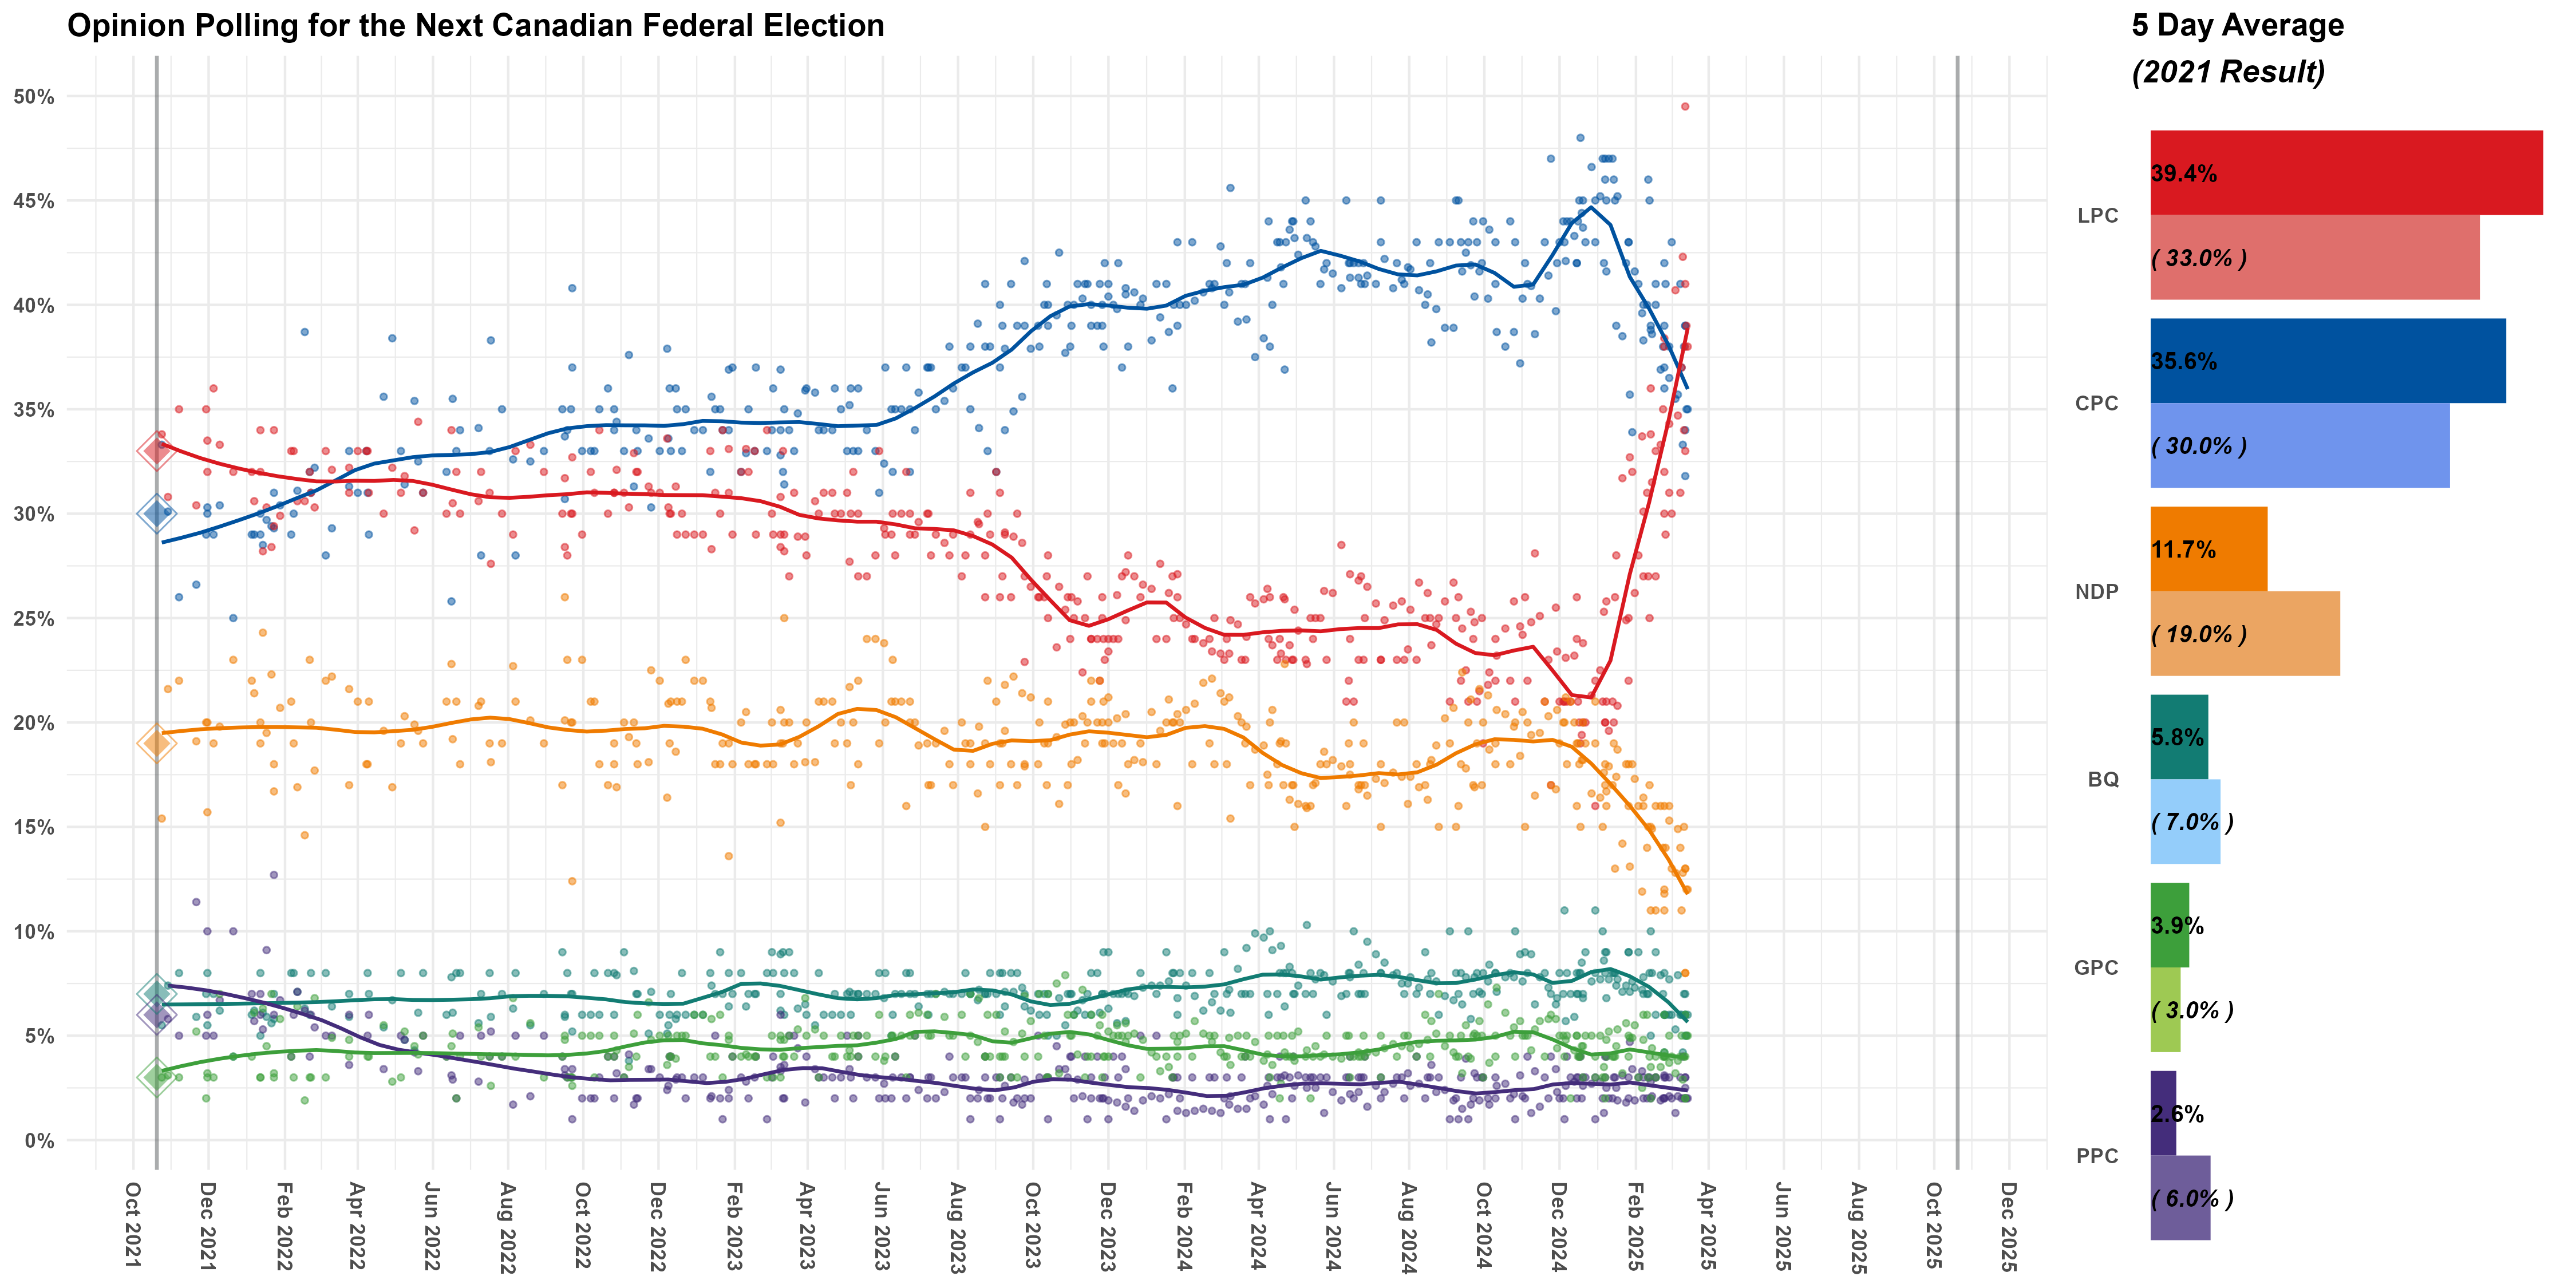 Opinion Polling for the Next Canadian Federal Election
5 Day Average
(2021 Result)
50%
45%
40%
35%
30%
25%
20%
15%
10%
5%
0%
Oct 2021
Dec 2021
Feb 2022
Apr 2022
Jun 2022
Aug 2022
Oct 2022
Dec 2022
Feb 2023
Apr 2023
Jun 2023
Aug 2023
Oct 2023
Dec 2023
Feb 2024
Apr 2024
Jun 2024
Aug 2024
Oct 2024
Dec 2024
Feb 2025
Apr 2025
Jun 2025
Aug 2025
Oct 2025
Dec 2025
LPC
39.4%
( 33.0% )
CPC
35.6%
( 30.0% )
NDP
11.7%
( 19.0% )
BQ
5.8%
( 7.0% )
GPC
3.9%
( 3.0% )
PPC
2.6%
( 6.0% )